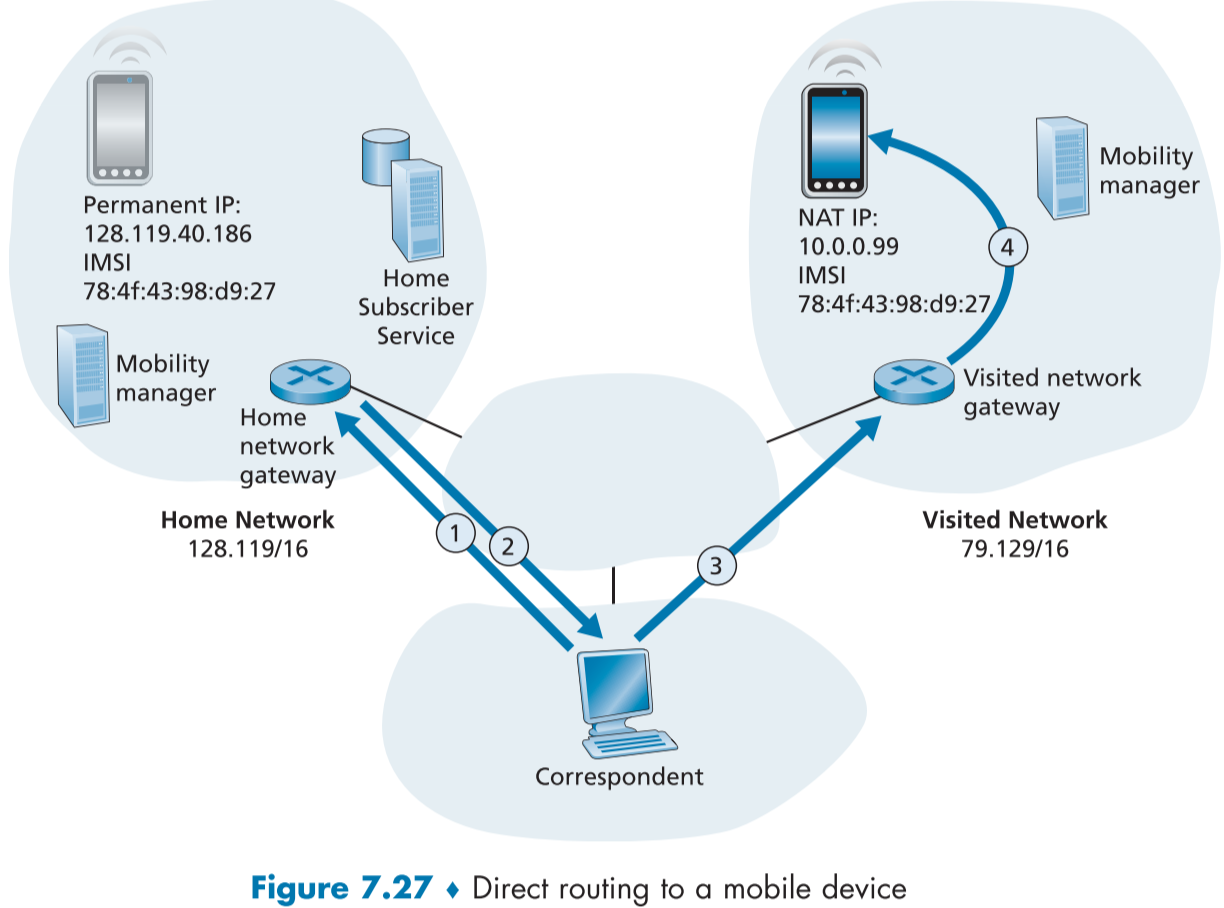 Permanent IP:
128.119.40.186
IMSI
78:4f:43:98:d9:27
Home
Subscriber
Service
Mobility
manager
Home
network
gateway
Home Network
128.119/16
NAT IP:
10.0.0.99
IMSI
78:4f:43:98:d9:27
Mobility
manager
4
Visited network
gateway
Visited Network
79.129/16
1
2
3
Correspondent
Figure 7.27 ♦ Direct routing to a mobile device